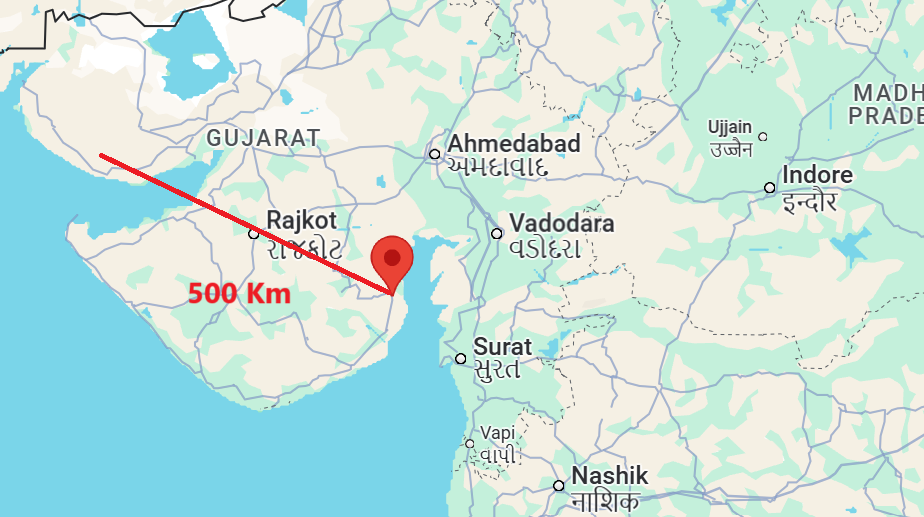 GUJARAT
Ahmedabad
અમદાવાદ
Ujjain
उज्जैन
MADH
PRADE
Indore
इन्दौर
Rajkot
રાજકોટ
Vadodara
વડોદરા
500 Km
Surat
સુરત
Vapi
વાપી
Nashik
नाशिक